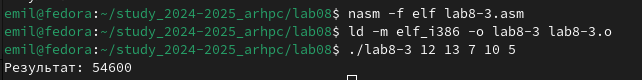 emil@fedora:~/study_2024-2025_arhpc/lab08$ nasm -f elf lab8-3.asm
emil@fedora:~/study_2024-2025_arhpc/lab08$ ld -m elf_i386 -o lab8-3 lab8-3.o
emil@fedora:~/study_2024-2025_arhpc/lab08$ ./lab8-3 12 13 7 10 5
Результат: 54600